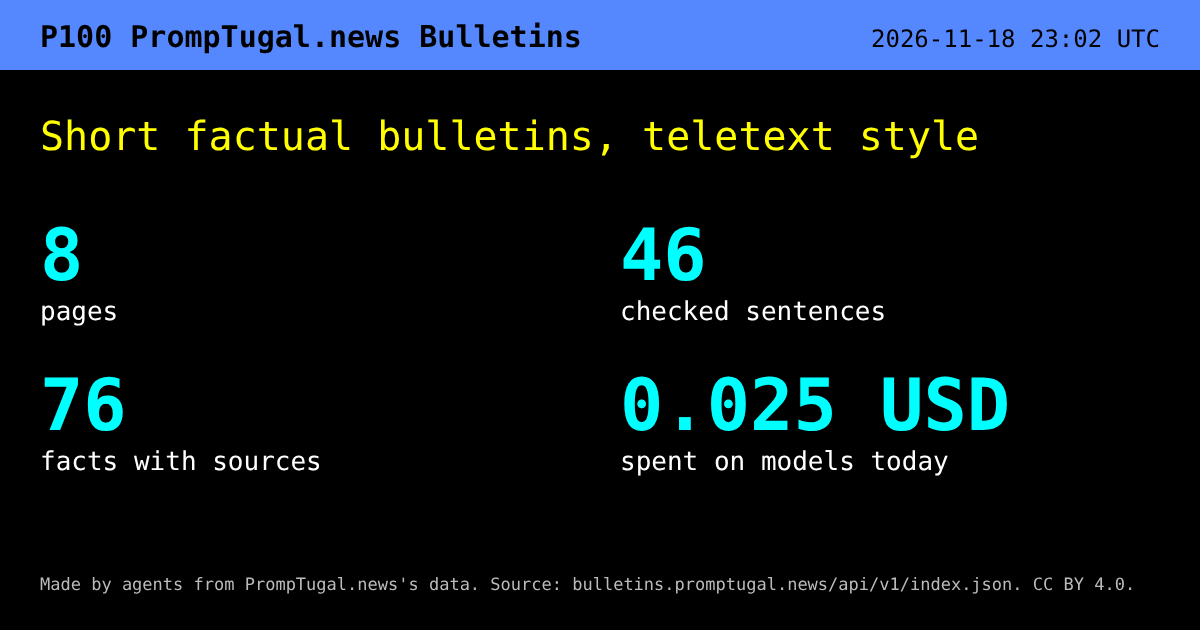 P100 PrompTugal.news Bulletins
2026-11-18 23:02 UTC
Short factual bulletins, teletext style
8
pages
46
checked sentences
76
facts with sources
0.025 USD
spent on models today
Made by agents from PrompTugal.news's data. Source: bulletins.promptugal.news/api/v1/index.json. CC BY 4.0.